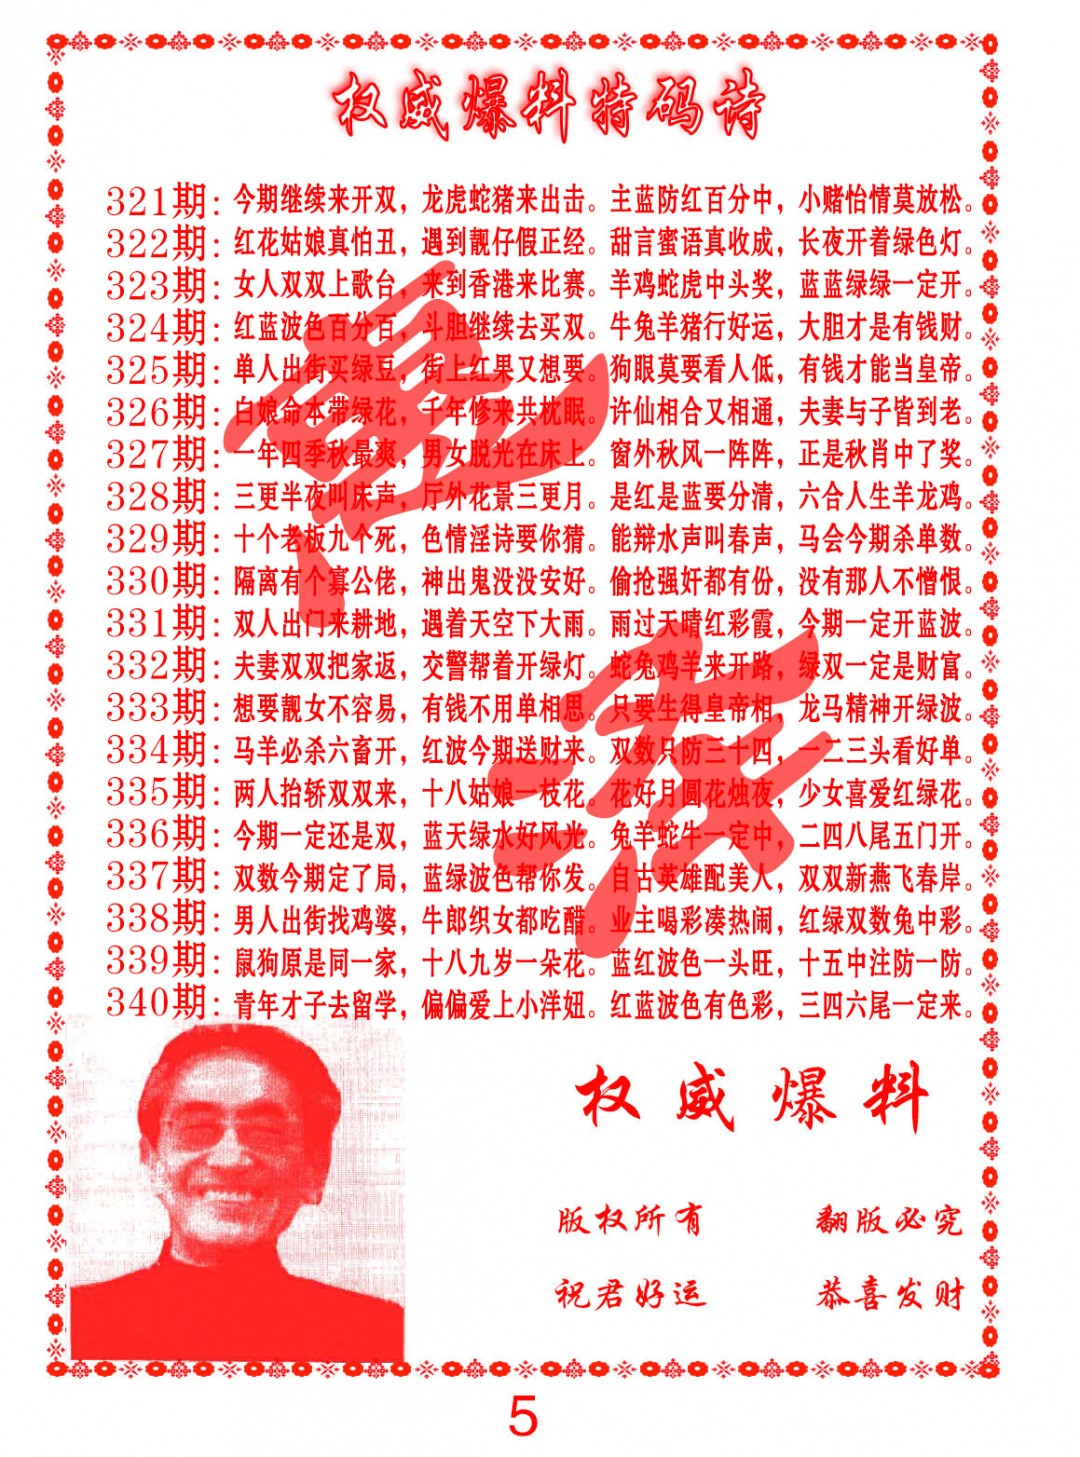 权威爆料特码诗
321期：今期继续来开双，龙虎蛇猪来出击。主蓝防红百分中，小赌怡情莫放松。
322期：红花姑娘真怕丑，遇到靓仔假正经。甜言蜜语真收成，长夜开着绿色灯。
323期：女人双双上歌台，来到香港来比赛。羊鸡蛇虎中头奖，蓝蓝绿绿一定开。
324期：红蓝波色百分百，斗胆继续去买双。牛兔羊猪行好运，大胆才是有钱财。
325期：单人出街买绿豆，街上红果又想要。狗眼莫要看人低，有钱才能当皇帝。
326期：白娘命本带绿花，千年修来共枕眠。许仙相合又相通，夫妻与子皆到老。
327期：一年四季秋最爽，男女脱光在床上。窗外秋风一阵阵，正是秋肖中了奖。
328期：三更半夜叫床声，厅外花景三更月。是红是蓝要分清，六合人生羊龙鸡。
329期：十个老板九个死，色情淫诗要你猜。能辩水声叫春声，马会今期杀单数。
330期：隔离有个寡公佬，神出鬼没没安好。偷抢强奸都有份，没有那人不憎恨。
331期：双人出门来耕地，遇着天空下大雨。雨过天晴红彩霞，今期一定开蓝波。
332期：夫妻双双把家返，交警帮着开绿灯。蛇兔鸡羊来开路，绿双一定是财富。
333期：想要靓女不容易，有钱不用单相思。只要生得皇帝相，龙马精神开绿波。
334期：马羊必杀六畜开，红波今期送财来。双数只防三十四，一二三头看好单。
335期：两人抬轿双双来，十八姑娘一枝花。花好月圆花烛夜，少女喜爱红绿花。
336期：今期一定还是双，蓝天绿水好风光。兔羊蛇牛一定中，二四八尾五门开。
337期：双数今期定了局，蓝绿波色帮你发。自古英雄配美人，双双新燕飞春岸。
338期：男人出街找鸡婆，牛郎织女都吃醋。业主喝彩凑热闹，红绿双数兔中彩。
339期：鼠狗原是同一家，十八九岁一朵花。蓝红波色一头旺，十五中注防一防。
340期：青年才子去留学，偏偏爱上小洋妞。红蓝波色有色彩，三四六尾一定来。
权威爆料
版权所有 翻版必究
祝君好运 恭喜发财
5